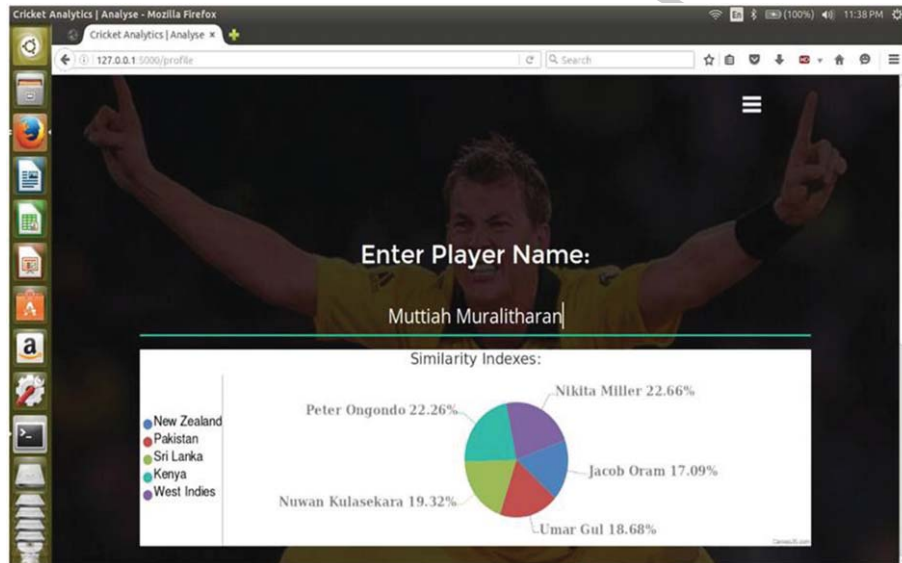 Cricket Analytics | Analyse - Mozilla Firefox
En
(100%)
11:38 PM
Cricket Analytics | Analyse ×
127.0.0.1:5000/profile
Search
Enter Player Name:
Muttiah Muralitharan
Similarity Indexes:
New Zealand
Pakistan
Sri Lanka
Kenya
West Indies
Nikita Miller 22.66%
Peter Ongondo 22.26%
Jacob Oram 17.09%
Nuwan Kulasekara 19.32%
Umar Gul 18.68%